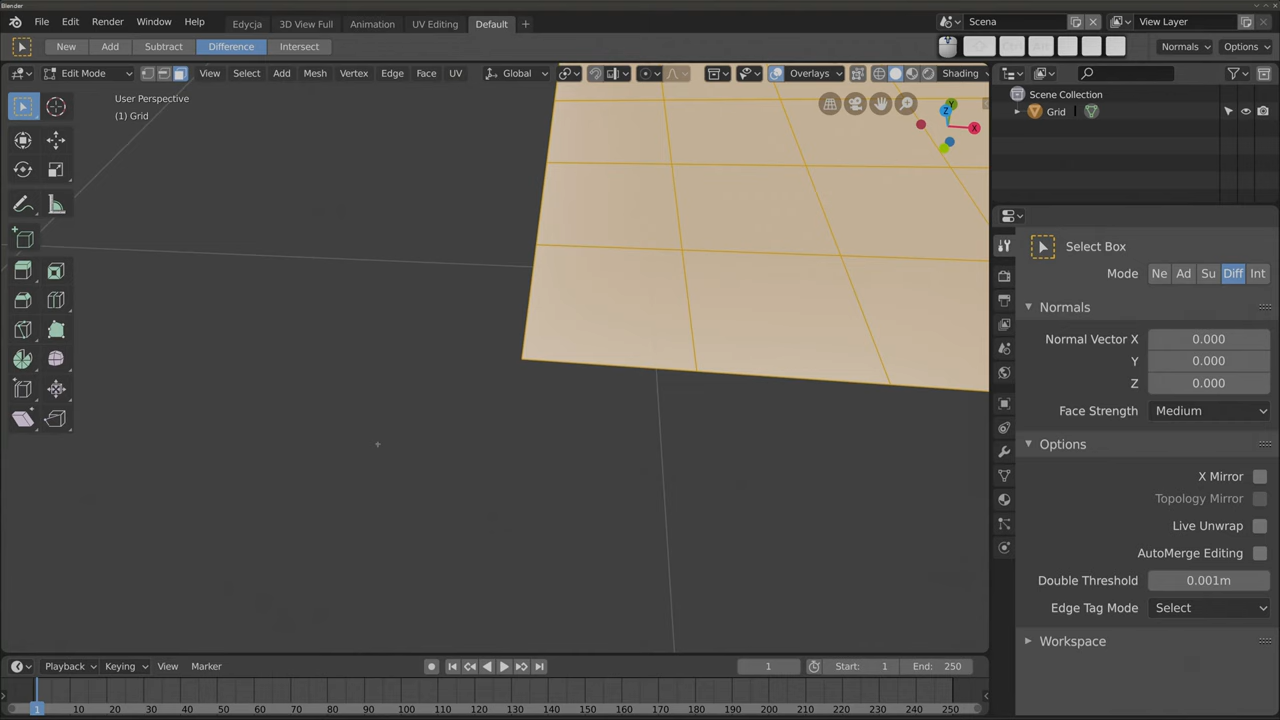 Blender
File Edit Render Window Help Edycja 3D View Full Animation UV Editing Default + Scena View Layer
New Add Subtract Difference Intersect Normals Options
Edit Mode View Select Add Mesh Vertex Edge Face UV Global Overlays Shading
User Perspective
(1) Grid
Z Y X
Scene Collection
Grid
Select Box
Mode Ne Ad Su Diff Int
Normals
Normal Vector X 0.000
Y 0.000
Z 0.000
Face Strength Medium
Options
X Mirror
Topology Mirror
Live Unwrap
AutoMerge Editing
Double Threshold 0.001m
Edge Tag Mode Select
Workspace
Playback Keying View Marker 1 Start: 1 End: 250
1 10 20 30 40 50 60 70 80 90 100 110 120 130 140 150 160 170 180 190 200 210 220 230 240 250